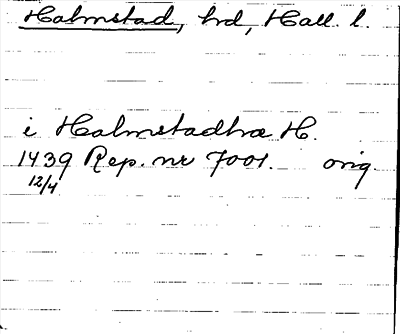 Halmstad, hd, Hall. l.
i Halmstadhæ H.
1439 Rep. nr 7001. orig.
12/4